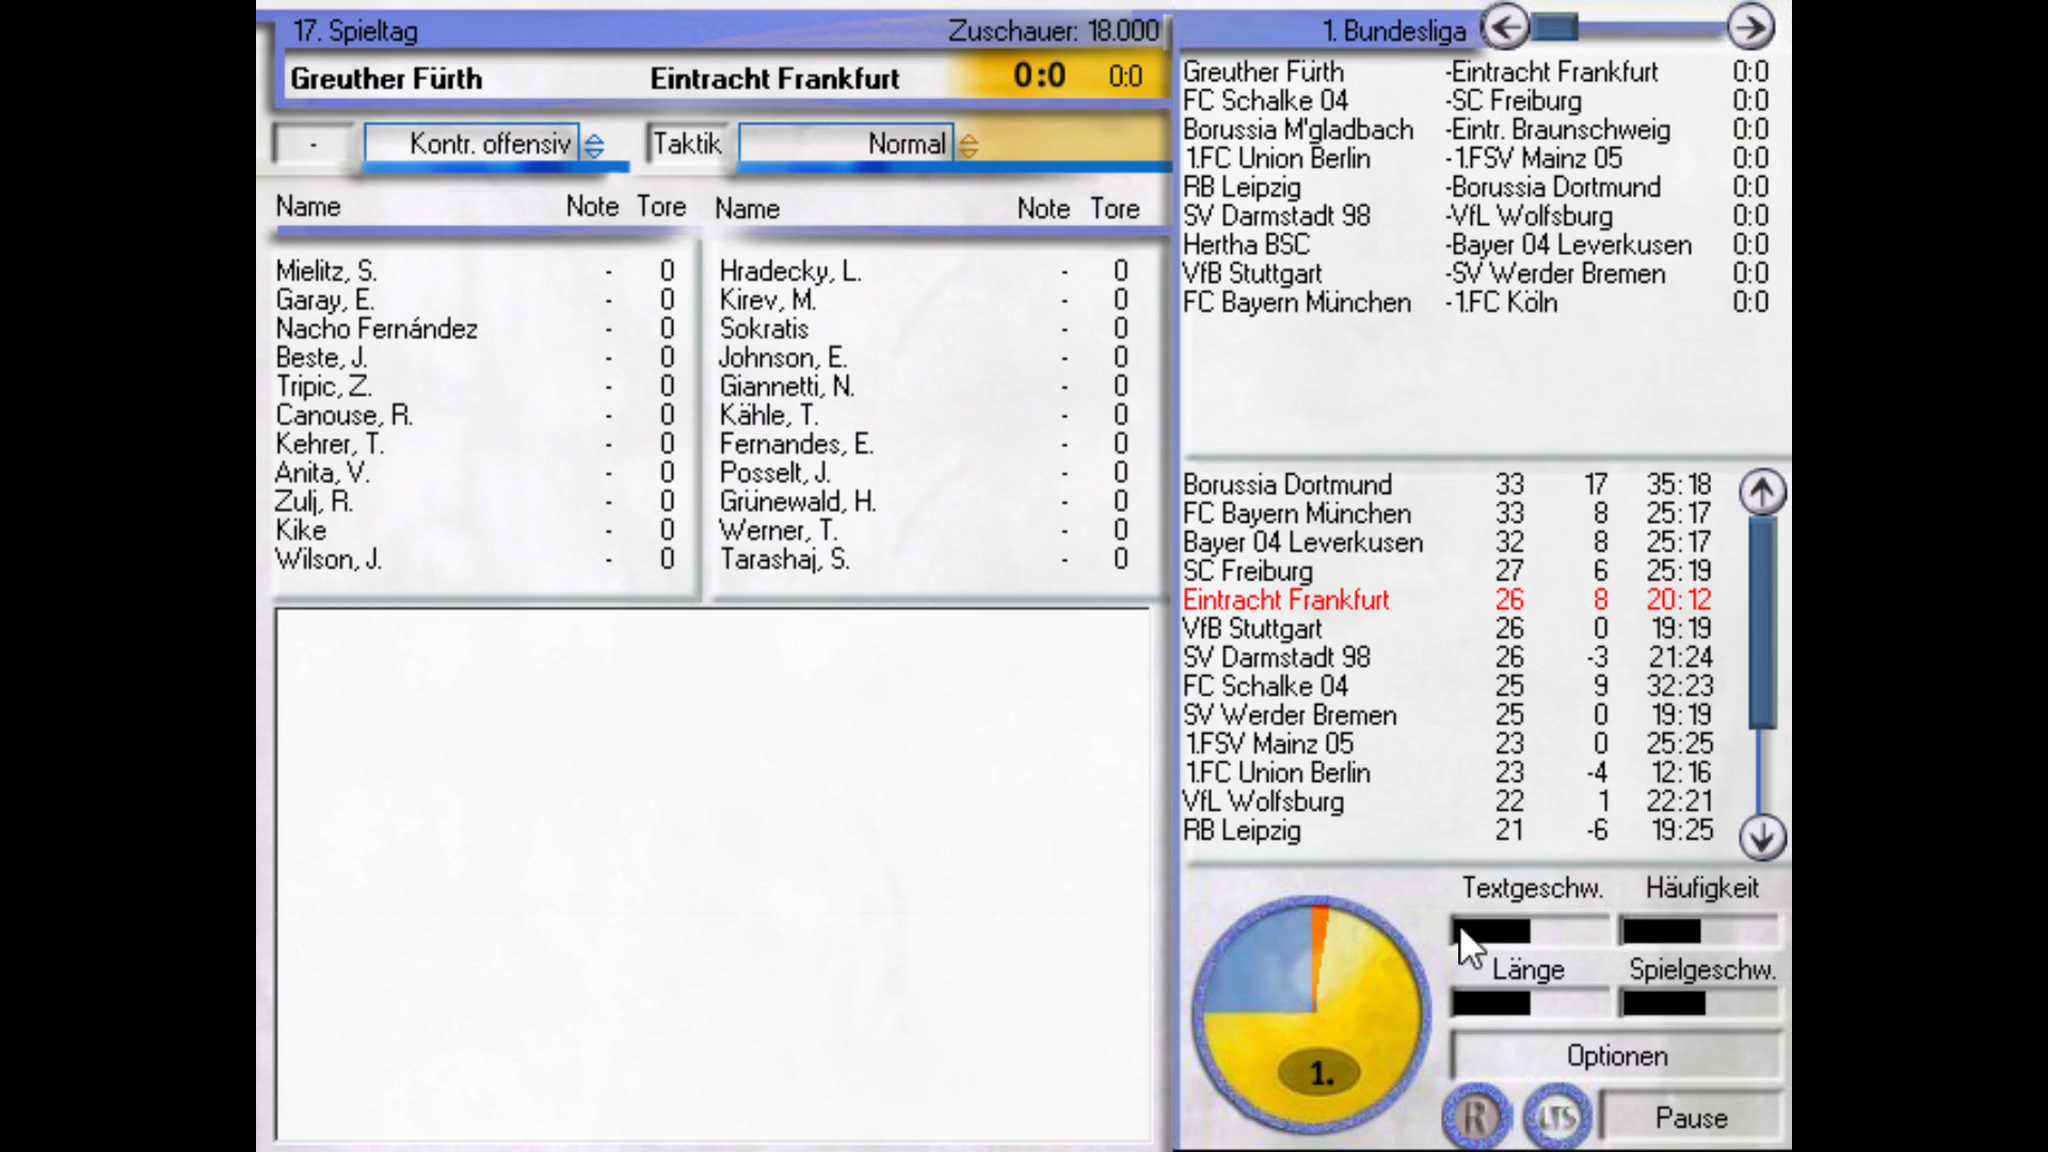 17. Spieltag Zuschauer: 18.000
Greuther Fürth Eintracht Frankfurt 0:0 0:0
- Kontr. offensiv Taktik Normal
Name Note Tore Name Note Tore
Mielitz, S. - 0 Hradecky, L. - 0
Garay, E. - 0 Kirev, M. - 0
Nacho Fernández - 0 Sokratis - 0
Beste, J. - 0 Johnson, E. - 0
Tripic, Z. - 0 Giannetti, N. - 0
Canouse, R. - 0 Kähle, T. - 0
Kehrer, T. - 0 Fernandes, E. - 0
Anita, V. - 0 Posselt, J. - 0
Zulj, R. - 0 Grünewald, H. - 0
Kike - 0 Werner, T. - 0
Wilson, J. - 0 Tarashaj, S. - 0
1. Bundesliga
Greuther Fürth -Eintracht Frankfurt 0:0
FC Schalke 04 -SC Freiburg 0:0
Borussia M'gladbach -Eintr. Braunschweig 0:0
1.FC Union Berlin -1.FSV Mainz 05 0:0
RB Leipzig -Borussia Dortmund 0:0
SV Darmstadt 98 -VfL Wolfsburg 0:0
Hertha BSC -Bayer 04 Leverkusen 0:0
VfB Stuttgart -SV Werder Bremen 0:0
FC Bayern München -1.FC Köln 0:0
Borussia Dortmund 33 17 35:18
FC Bayern München 33 8 25:17
Bayer 04 Leverkusen 32 8 25:17
SC Freiburg 27 6 25:19
Eintracht Frankfurt 26 8 20:12
VfB Stuttgart 26 0 19:19
SV Darmstadt 98 26 -3 21:24
FC Schalke 04 25 9 32:23
SV Werder Bremen 25 0 19:19
1.FSV Mainz 05 23 0 25:25
1.FC Union Berlin 23 -4 12:16
VfL Wolfsburg 22 1 22:21
RB Leipzig 21 -6 19:25
Textgeschw. Häufigkeit
Länge Spielgeschw.
Optionen
1.
R LTS Pause